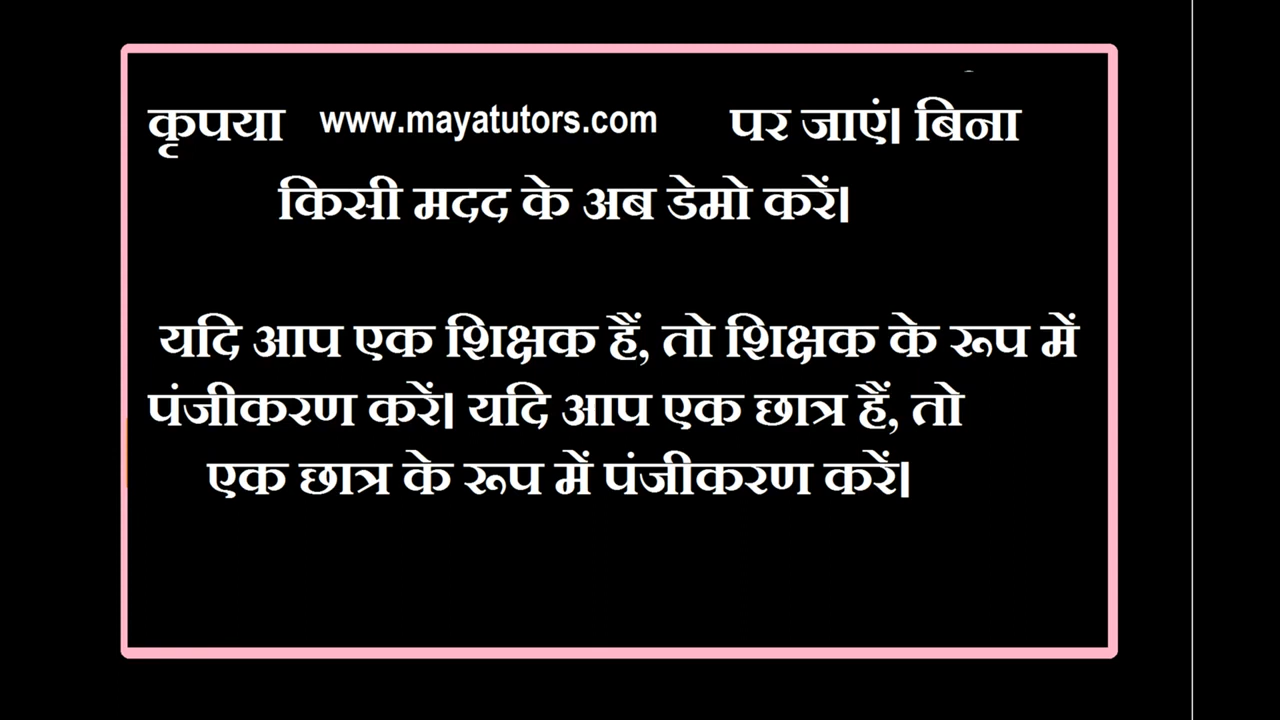 कृपया www.mayatutors.com पर जाएं। बिना
किसी मदद के अब डेमो करें।
यदि आप एक शिक्षक हैं, तो शिक्षक के रूप में
पंजीकरण करें। यदि आप एक छात्र हैं, तो
एक छात्र के रूप में पंजीकरण करें।